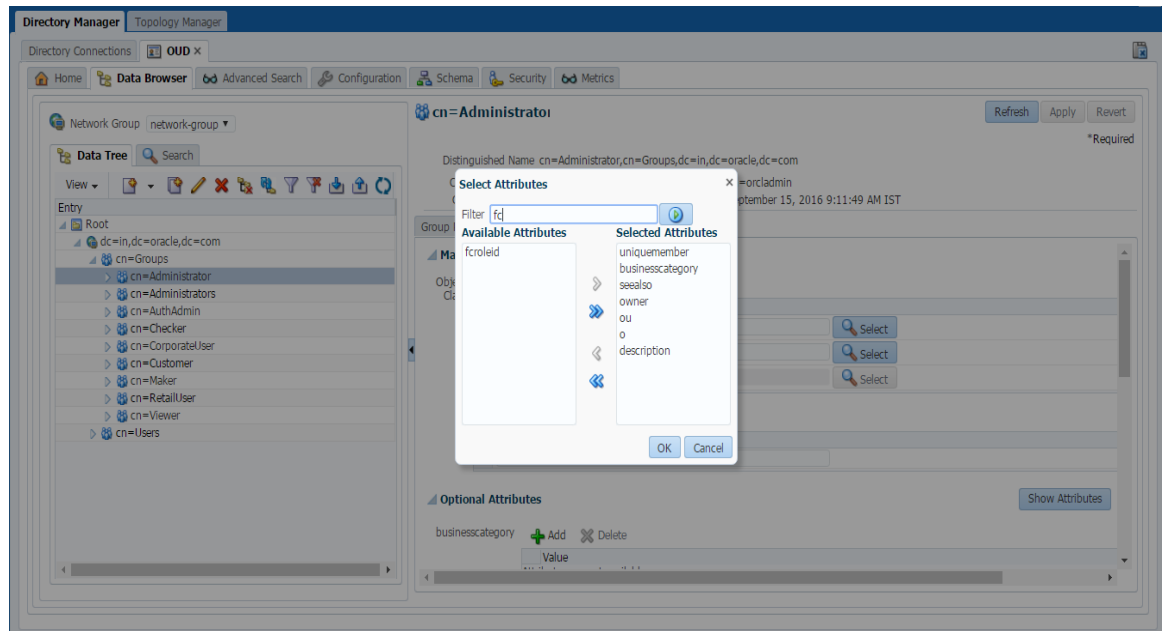 Directory Manager Topology Manager
Directory Connections OUD ×
Home Data Browser Advanced Search Configuration Schema Security Metrics
Network Group network-group
Data Tree Search
View
Entry
Root
dc=in,dc=oracle,dc=com
cn=Groups
cn=Administrator
cn=Administrators
cn=AuthAdmin
cn=Checker
cn=CorporateUser
cn=Customer
cn=Maker
cn=RetailUser
cn=Viewer
cn=Users
cn=Administrator
Refresh Apply Revert
*Required
Distinguished Name cn=Administrator,cn=Groups,dc=in,dc=oracle,dc=com
=orcladmin
ptember 15, 2016 9:11:49 AM IST
Group
Ma
Obje
Cla
Select
Select
Select
Select Attributes ×
Filter fc
Available Attributes Selected Attributes
fcroleid
uniquemember
businesscategory
seealso
owner
ou
o
description
OK Cancel
Optional Attributes Show Attributes
businesscategory Add Delete
Value